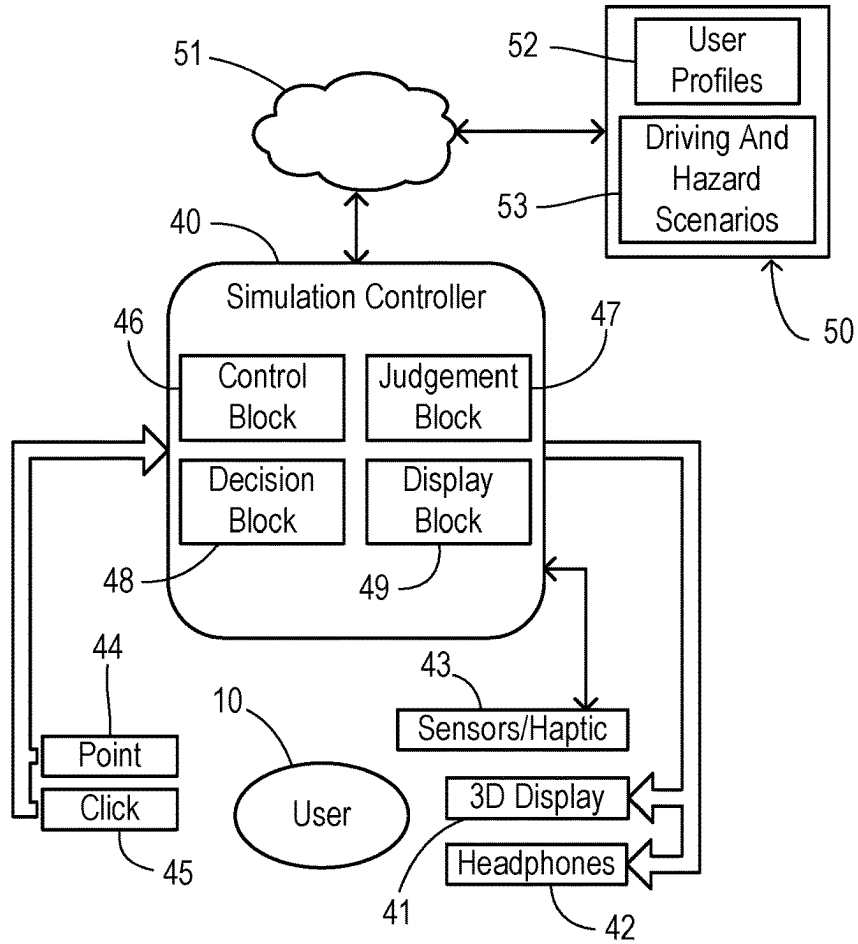 51
52
User
Profiles
Driving And
Hazard
Scenarios
53
40
Simulation Controller
50
46
47
Control
Block
Judgement
Block
Decision
Block
Display
Block
48
49
44
43
10
Sensors/Haptic
Point
Click
User
3D Display
Headphones
45
41
42